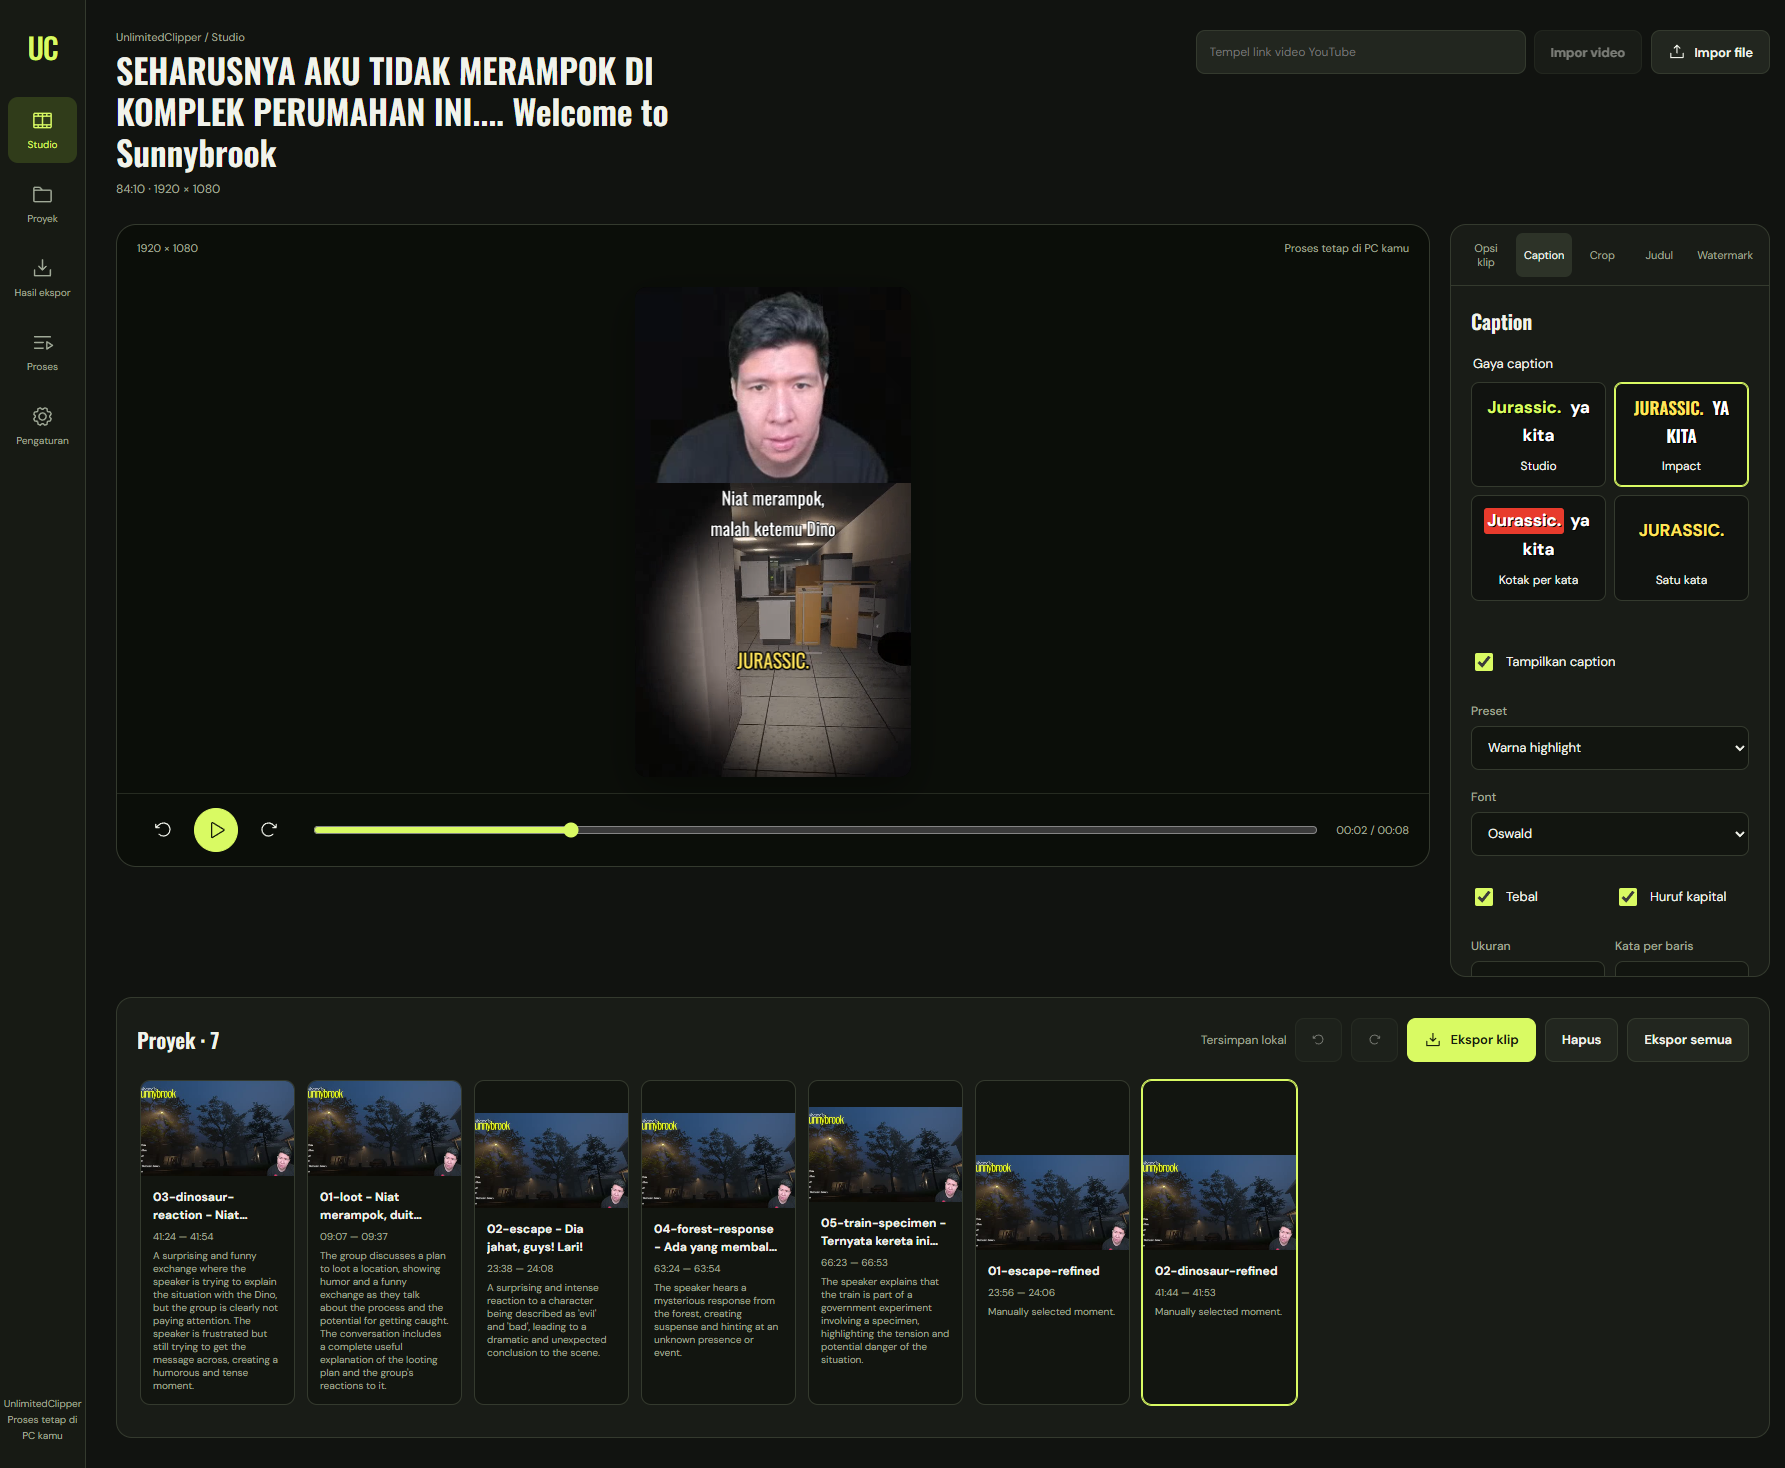 UC
Studio
Proyek
Hasil ekspor
Proses
Pengaturan
UnlimitedClipper
Proses tetap di
PC kamu
UnlimitedClipper / Studio
SEHARUSNYA AKU TIDAK MERAMPOK DI
KOMPLEK PERUMAHAN INI.... Welcome to
Sunnybrook
84:10 · 1920 × 1080
Tempel link video YouTube
Impor video
Impor file
1920 × 1080
Proses tetap di PC kamu
Niat merampok,
malah ketemu Dino
JURASSIC.
00:02 / 00:08
Opsi
klip
Caption
Crop
Judul
Watermark
Caption
Gaya caption
Jurassic. ya
kita
Studio
JURASSIC. YA
KITA
Impact
Jurassic. ya
kita
Kotak per kata
JURASSIC.
Satu kata
Tampilkan caption
Preset
Warna highlight
Font
Oswald
Tebal
Huruf kapital
Ukuran
Kata per baris
Proyek · 7
Tersimpan lokal
Ekspor klip
Hapus
Ekspor semua
unnybrook
03-dinosaur-
reaction - Niat...
41:24 — 41:54
A surprising and funny
exchange where the
speaker is trying to explain
the situation with the Dino,
but the group is clearly not
paying attention. The
speaker is frustrated but
still trying to get the
message across, creating a
humorous and tense
moment.
unnybrook
01-loot - Niat
merampok, duit...
09:07 — 09:37
The group discusses a plan
to loot a location, showing
humor and a funny
exchange as they talk
about the process and the
potential for getting caught.
The conversation includes
a complete useful
explanation of the looting
plan and the group's
reactions to it.
unnybrook
02-escape - Dia
jahat, guys! Lari!
23:38 — 24:08
A surprising and intense
reaction to a character
being described as 'evil'
and 'bad', leading to a
dramatic and unexpected
conclusion to the scene.
unnybrook
04-forest-response
- Ada yang membal...
63:24 — 63:54
The speaker hears a
mysterious response from
the forest, creating
suspense and hinting at an
unknown presence or
event.
unnybrook
05-train-specimen -
Ternyata kereta ini...
66:23 — 66:53
The speaker explains that
the train is part of a
government experiment
involving a specimen,
highlighting the tension and
potential danger of the
situation.
unnybrook
01-escape-refined
23:56 — 24:06
Manually selected moment.
unnybrook
02-dinosaur-refined
41:44 — 41:53
Manually selected moment.